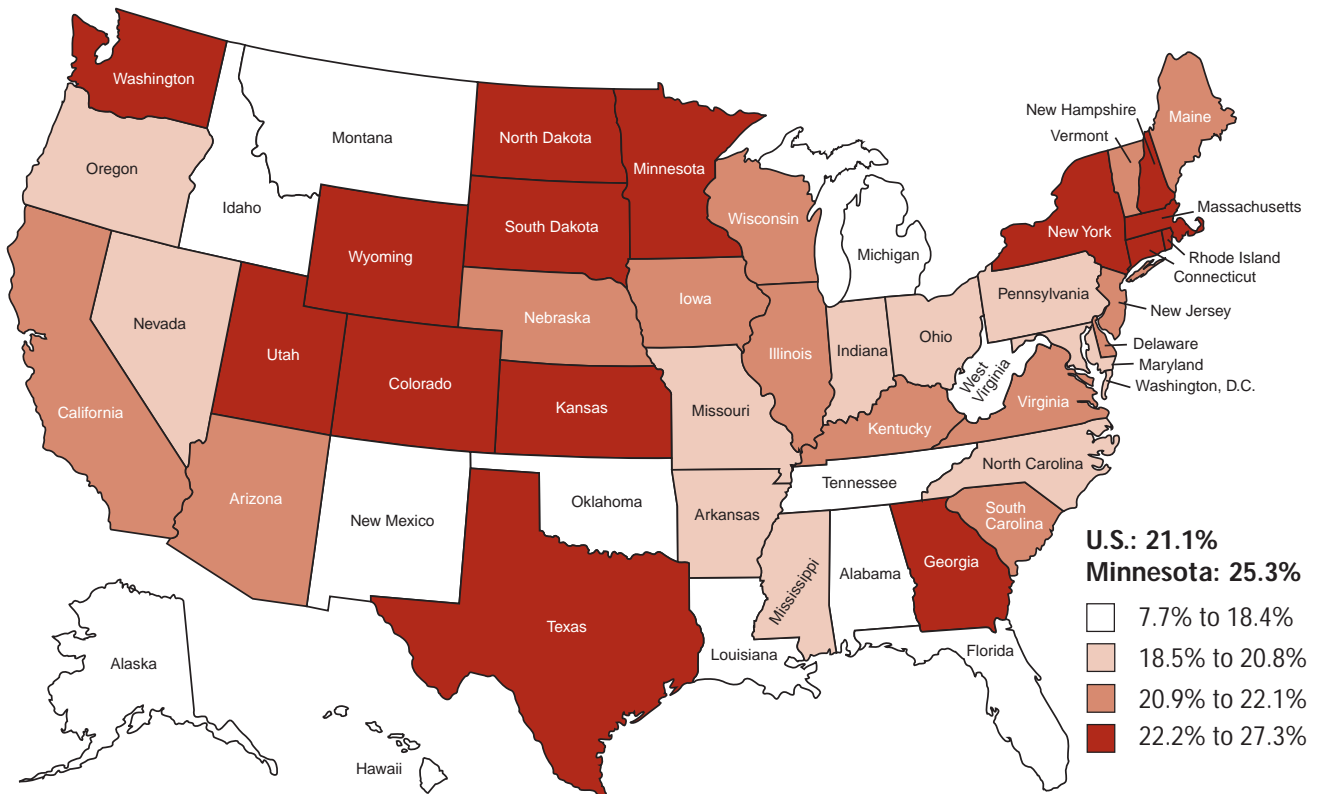 Washington
Montana
North Dakota
Minnesota
New Hampshire
Vermont
Maine
Oregon
Idaho
Wyoming
South Dakota
Wisconsin
Michigan
New York
Massachusetts
Rhode Island
Connecticut
Nevada
Utah
Colorado
Nebraska
Iowa
Illinois
Indiana
Ohio
Pennsylvania
New Jersey
Delaware
Maryland
Washington, D.C.
California
Kansas
Missouri
Kentucky
West
Virginia
Virginia
Arizona
New Mexico
Oklahoma
Arkansas
Tennessee
North Carolina
South
Carolina
Texas
Louisiana
Mississippi
Alabama
Georgia
Florida
Alaska
Hawaii
U.S.: 21.1%
Minnesota: 25.3%
7.7% to 18.4%
18.5% to 20.8%
20.9% to 22.1%
22.2% to 27.3%